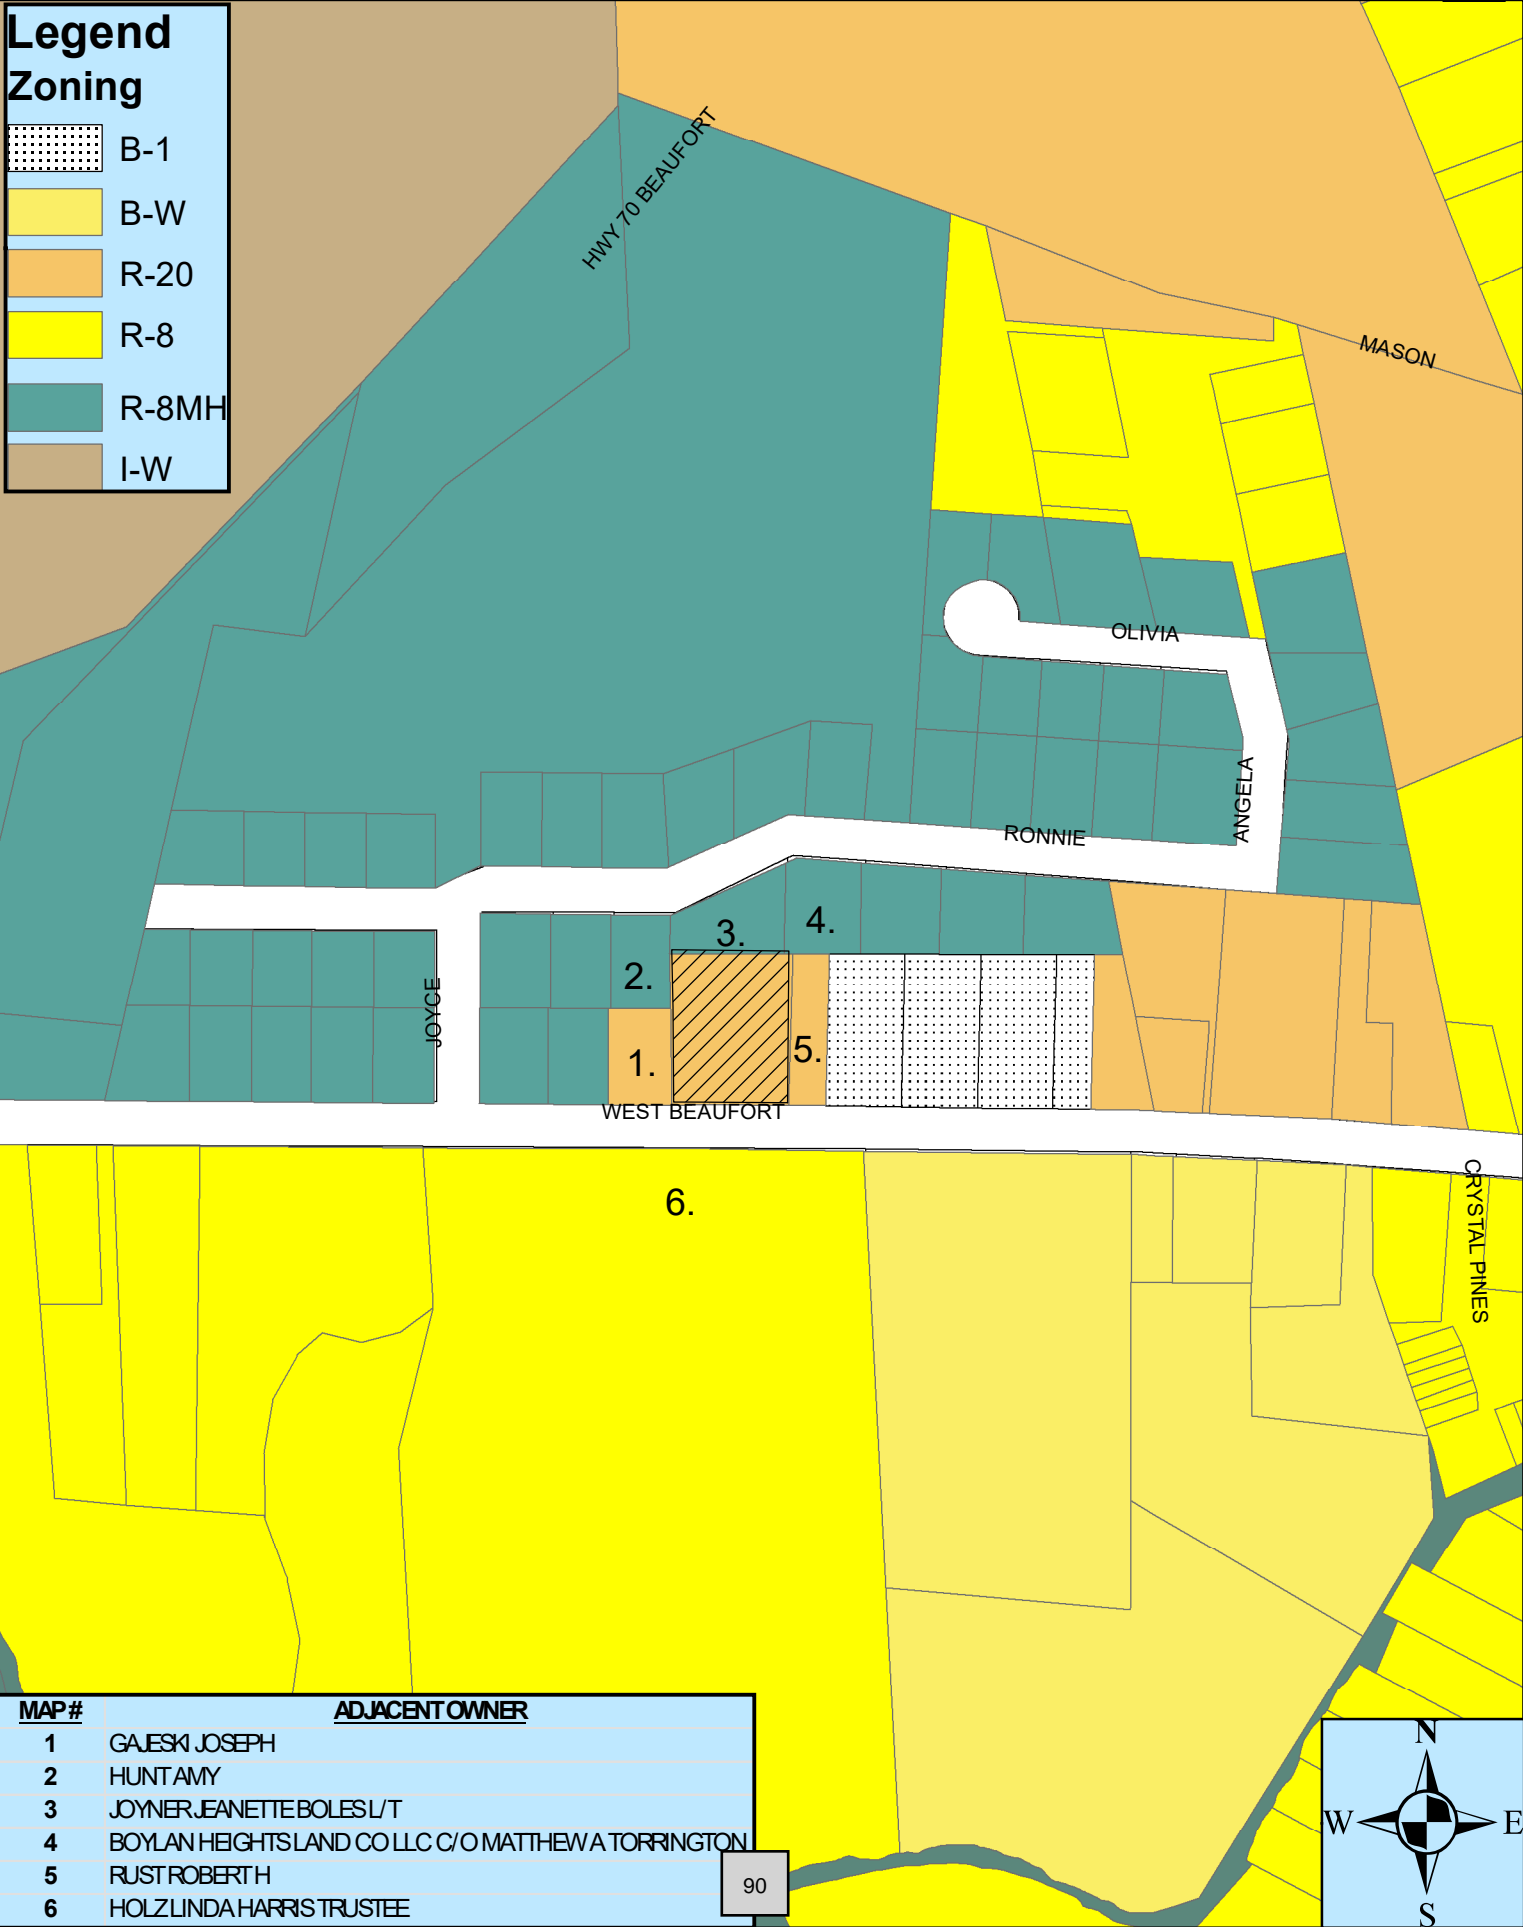 Legend
Zoning
B-1
B-W
R-20
R-8
R-8MH
I-W
HWY 70 BEAUFORT
MASON
OLIVIA
ANGELA
RONNIE
JOYCE
3.
4.
2.
1.
5.
WEST BEAUFORT
6.
CRYSTAL PINES
MAP # ADJACENT OWNER
1 GAJESKI JOSEPH
2 HUNT AMY
3 JOYNER JEANETTE BOLES L/T
4 BOYLAN HEIGHTS LAND CO LLC C/O MATTHEW A TORRINGTON
5 RUST ROBERT H
6 HOLZ LINDA HARRIS TRUSTEE
90
N
W E
S